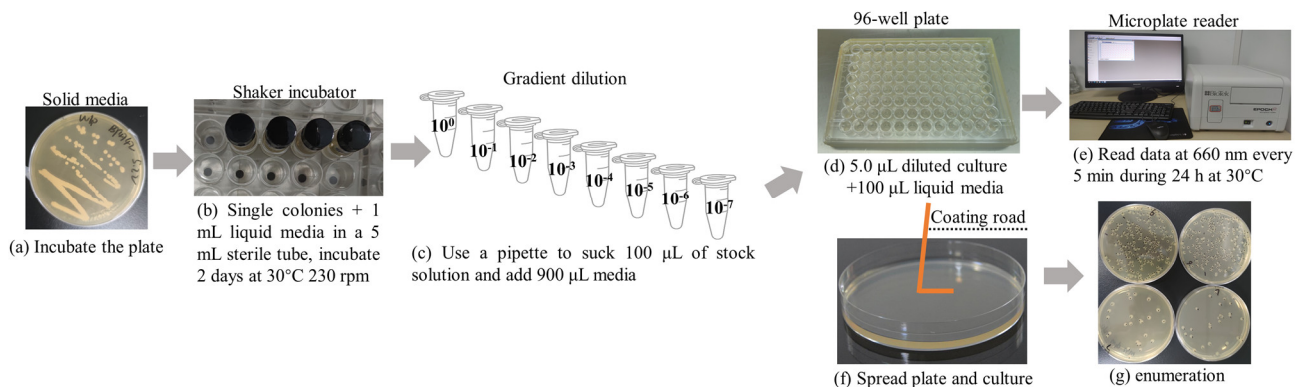 Solid media
(a) Incubate the plate
Shaker incubator
(b) Single colonies + 1
mL liquid media in a 5
mL sterile tube, incubate
2 days at 30°C 230 rpm
Gradient dilution
10⁰
10⁻¹
10⁻²
10⁻³
10⁻⁴
10⁻⁵
10⁻⁶
10⁻⁷
(c) Use a pipette to suck 100 μL of stock
solution and add 900 μL media
96-well plate
(d) 5.0 μL diluted culture
+100 μL liquid media
Microplate reader
(e) Read data at 660 nm every
5 min during 24 h at 30°C
Coating road
(f) Spread plate and culture
(g) enumeration